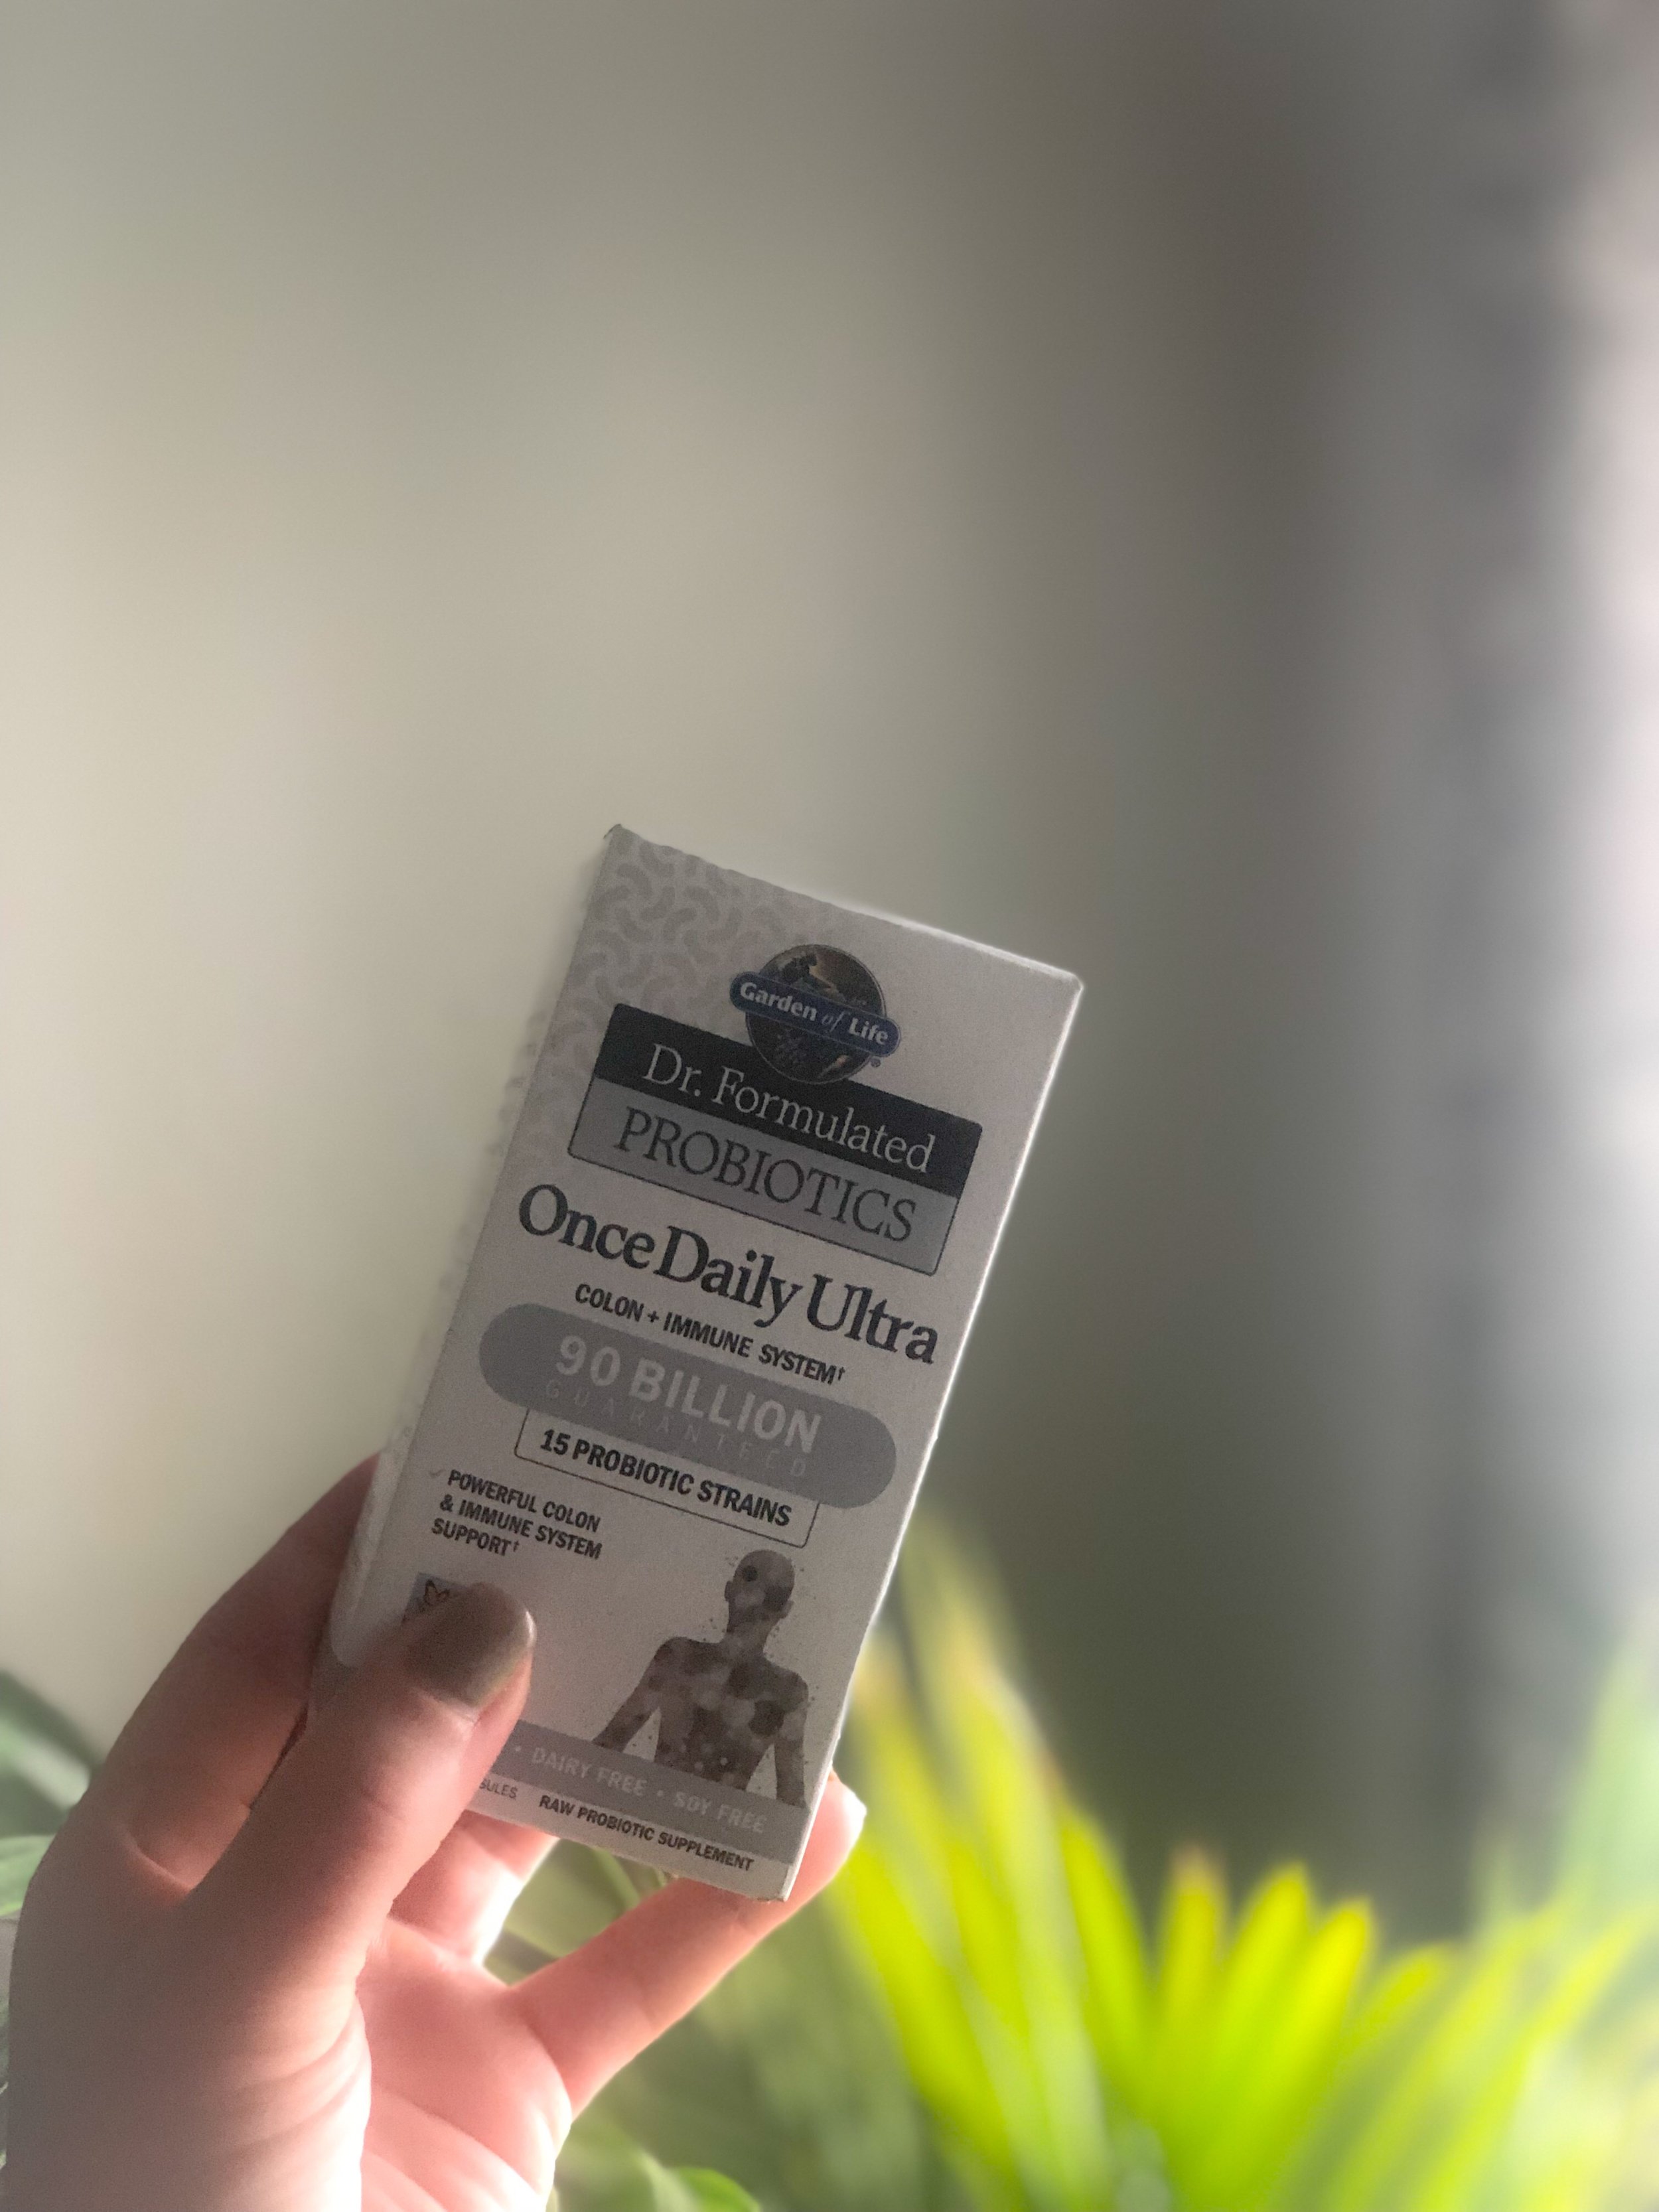 Garden of Life®
Dr. Formulated
PROBIOTICS
Once Daily Ultra
COLON + IMMUNE SYSTEM†
90 BILLION
GUARANTEED
15 PROBIOTIC STRAINS
POWERFUL COLON
& IMMUNE SYSTEM
SUPPORT†
• DAIRY FREE • SOY FREE
RAW PROBIOTIC SUPPLEMENT